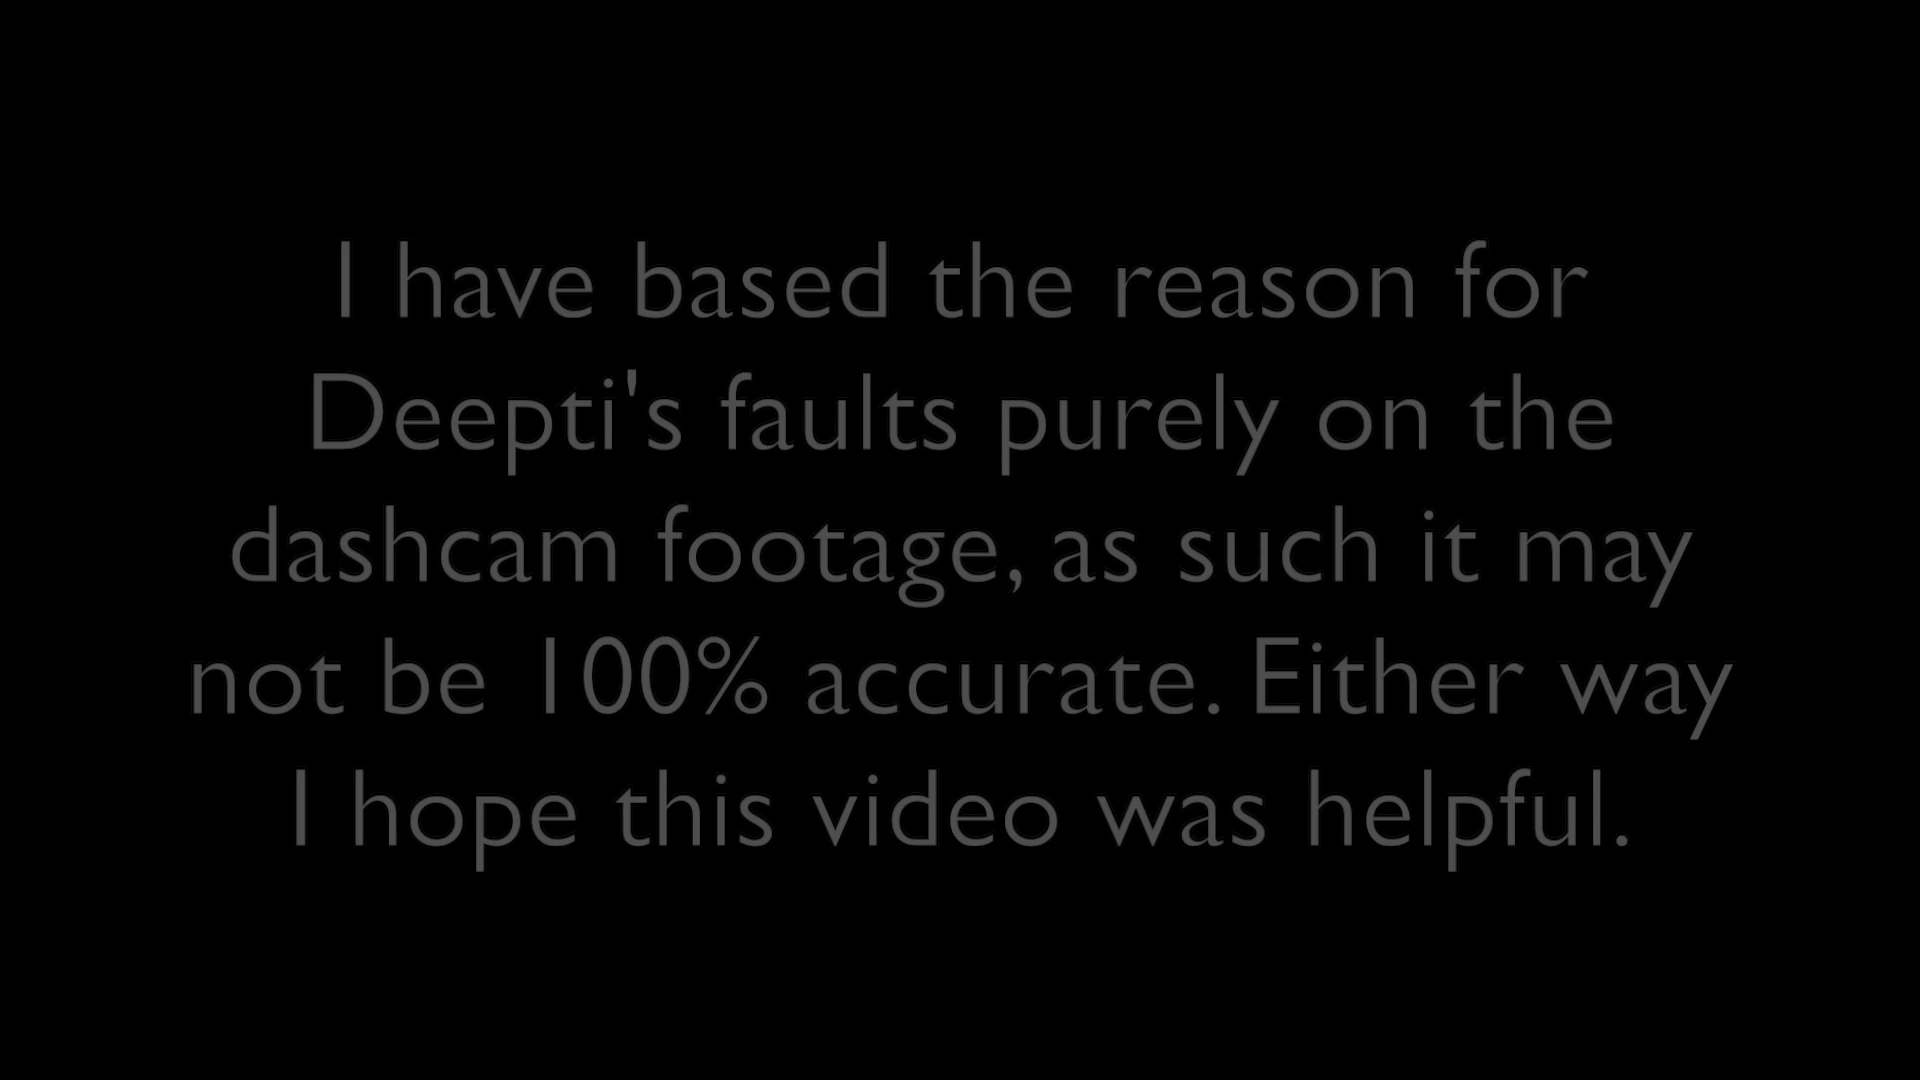 I have based the reason for
Deepti's faults purely on the
dashcam footage, as such it may
not be 100% accurate. Either way
I hope this video was helpful.